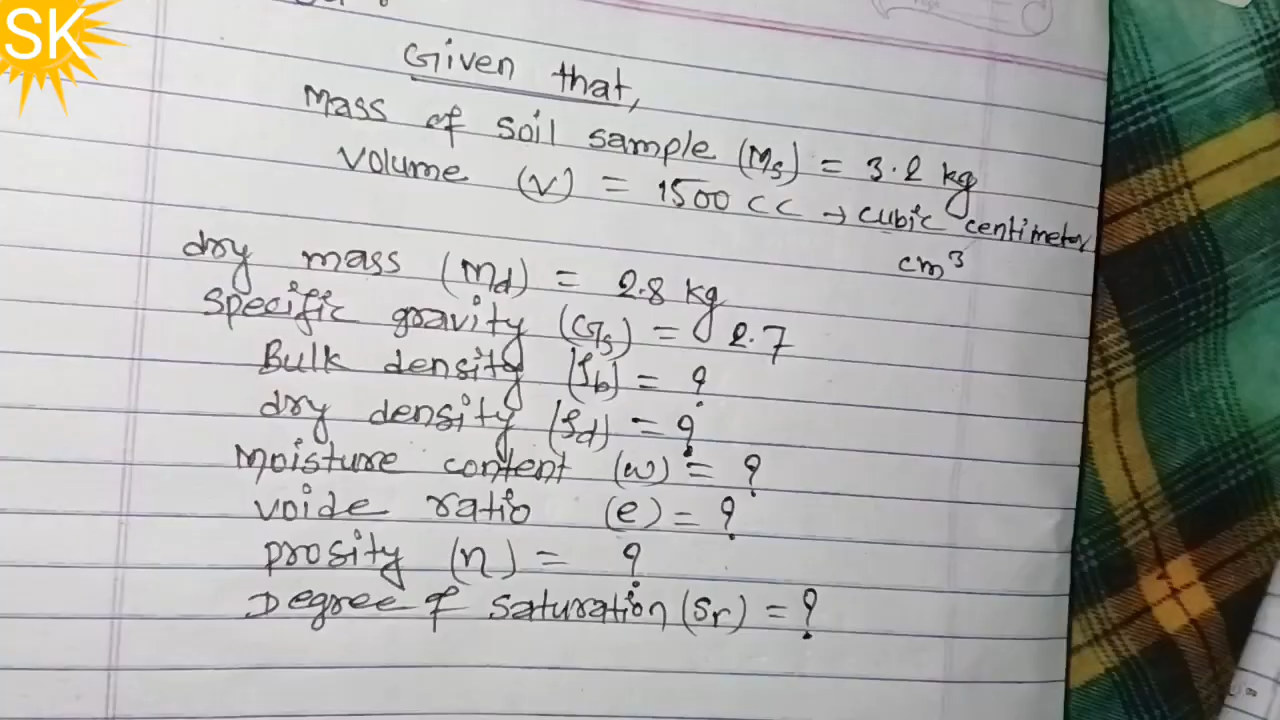 SK
Given that,
Mass of soil sample (Ms) = 3.2 kg
Volume (V) = 1500 CC → cubic centimeter
cm³
dry mass (Md) = 2.8 kg
Specific gravity (Gs) = 2.7
Bulk density (ρb) = ?
dry density (ρd) = ?
Moisture content (w) = ?
voide ratio (e) = ?
prosity (n) = ?
Degree of saturation (Sr) = ?